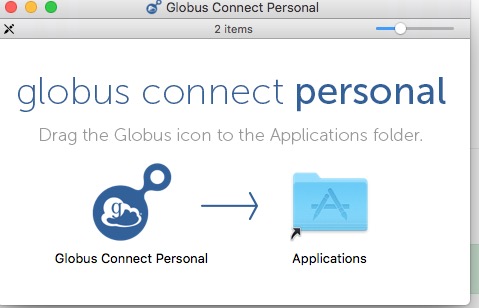 Globus Connect Personal
2 items
globus connect personal
Drag the Globus icon to the Applications folder.
g
Globus Connect Personal
Applications